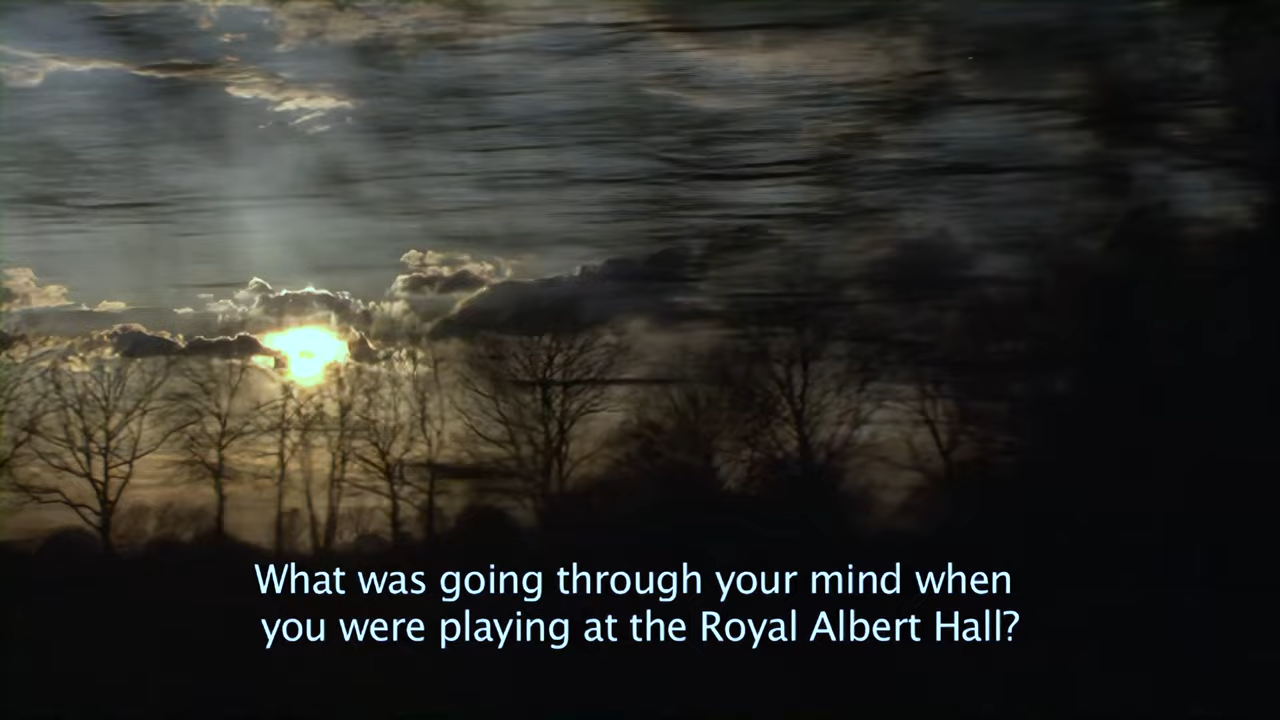 What was going through your mind when
you were playing at the Royal Albert Hall?